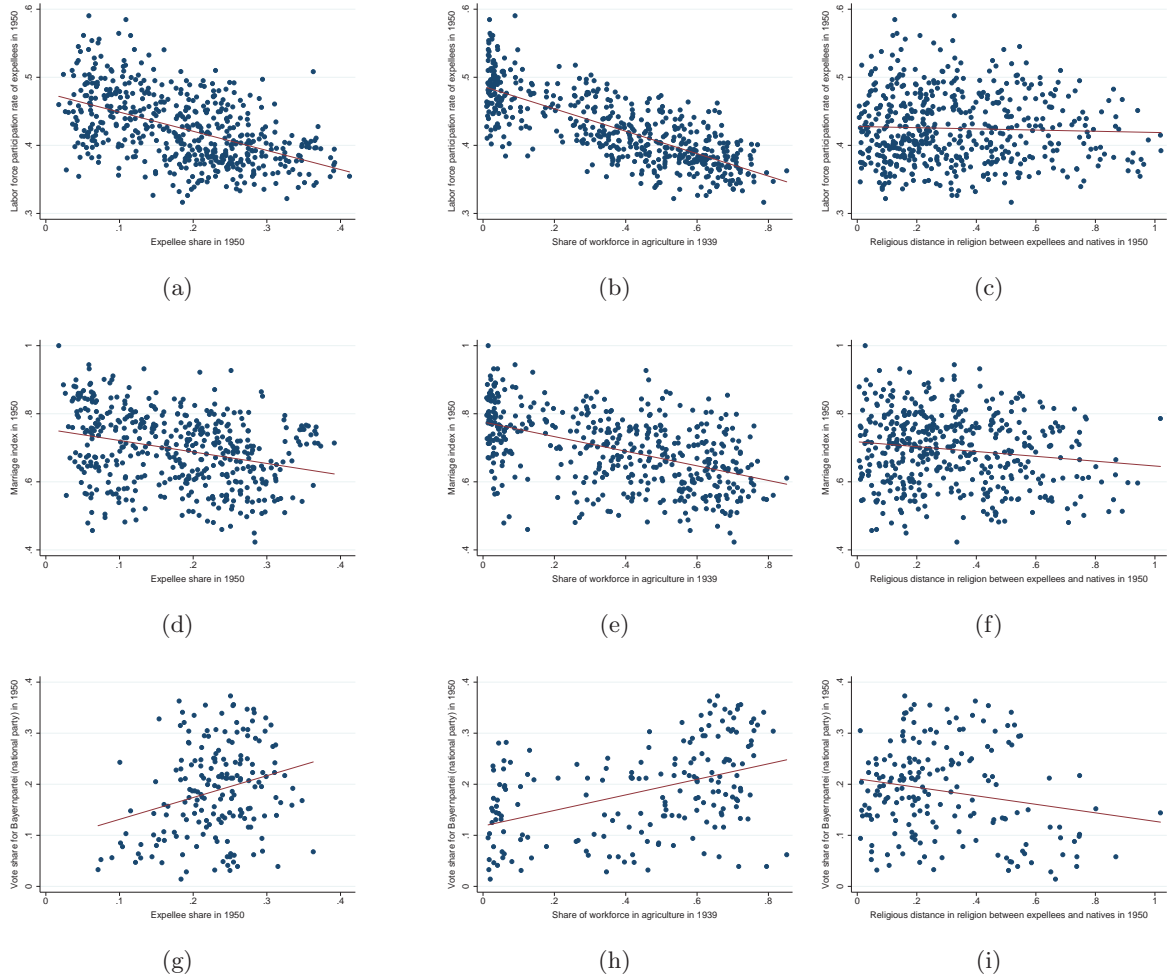 Labor force participation rate of expellees in 1950
.3 .4 .5 .6
0 .1 .2 .3 .4
Expellee share in 1950
(a)
Labor force participation rate of expellees in 1950
.3 .4 .5 .6
0 .2 .4 .6 .8
Share of workforce in agriculture in 1939
(b)
Labor force participation rate of expellees in 1950
.3 .4 .5 .6
0 .2 .4 .6 .8 1
Religious distance in religion between expellees and natives in 1950
(c)
Marriage index in 1950
.4 .6 .8 1
0 .1 .2 .3 .4
Expellee share in 1950
(d)
Marriage index in 1950
.4 .6 .8 1
0 .2 .4 .6 .8
Share of workforce in agriculture in 1939
(e)
Marriage index in 1950
.4 .6 .8 1
0 .2 .4 .6 .8 1
Religious distance in religion between expellees and natives in 1950
(f)
Vote share for Bayernpartei (national party) in 1950
0 .1 .2 .3 .4
0 .1 .2 .3 .4
Expellee share in 1950
(g)
Vote share for Bayernpartei (national party) in 1950
0 .1 .2 .3 .4
0 .2 .4 .6 .8
Share of workforce in agriculture in 1939
(h)
Vote share for Bayernpartei (national party) in 1950
0 .1 .2 .3 .4
0 .2 .4 .6 .8 1
Religious distance in religion between expellees and natives in 1950
(i)